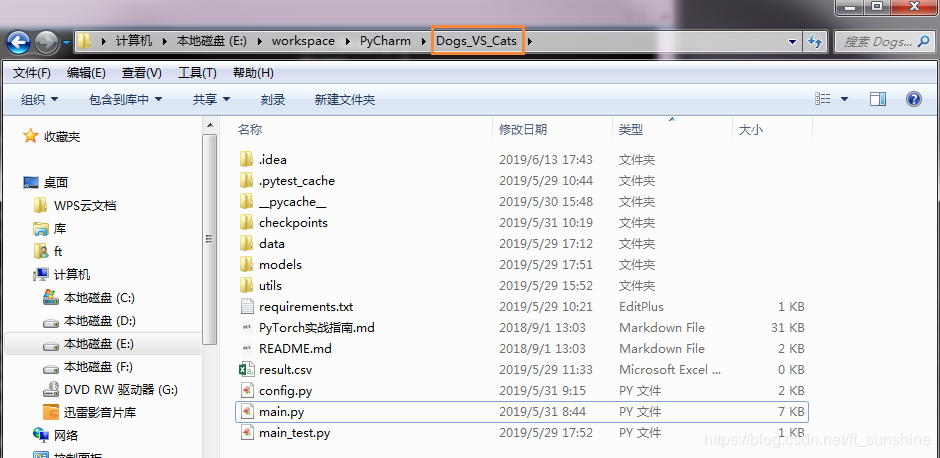 计算机 本地磁盘 (E:) workspace PyCharm Dogs_VS_Cats 搜索 Dogs...
文件(F) 编辑(E) 查看(V) 工具(T) 帮助(H)
组织 包含到库中 共享 刻录 新建文件夹
收藏夹
桌面
WPS云文档
库
ft
计算机
本地磁盘 (C:)
本地磁盘 (D:)
本地磁盘 (E:)
本地磁盘 (F:)
DVD RW 驱动器 (G:)
迅雷影音片库
网络
控制面板
名称 修改日期 类型 大小
.idea 2019/6/13 17:43 文件夹
.pytest_cache 2019/5/29 10:44 文件夹
__pycache__ 2019/5/30 15:48 文件夹
checkpoints 2019/5/31 10:19 文件夹
data 2019/5/29 17:12 文件夹
models 2019/5/29 17:51 文件夹
utils 2019/5/29 15:52 文件夹
requirements.txt 2019/5/29 10:21 EditPlus 1 KB
PyTorch实战指南.md 2018/9/1 13:03 Markdown File 31 KB
README.md 2018/9/1 13:03 Markdown File 2 KB
result.csv 2019/5/29 11:33 Microsoft Excel ... 0 KB
config.py 2019/5/31 9:15 PY 文件 2 KB
main.py 2019/5/31 8:44 PY 文件 7 KB
main_test.py 2019/5/29 17:52 PY 文件 1 KB
https://blog.csdn.net/ft_sunshine